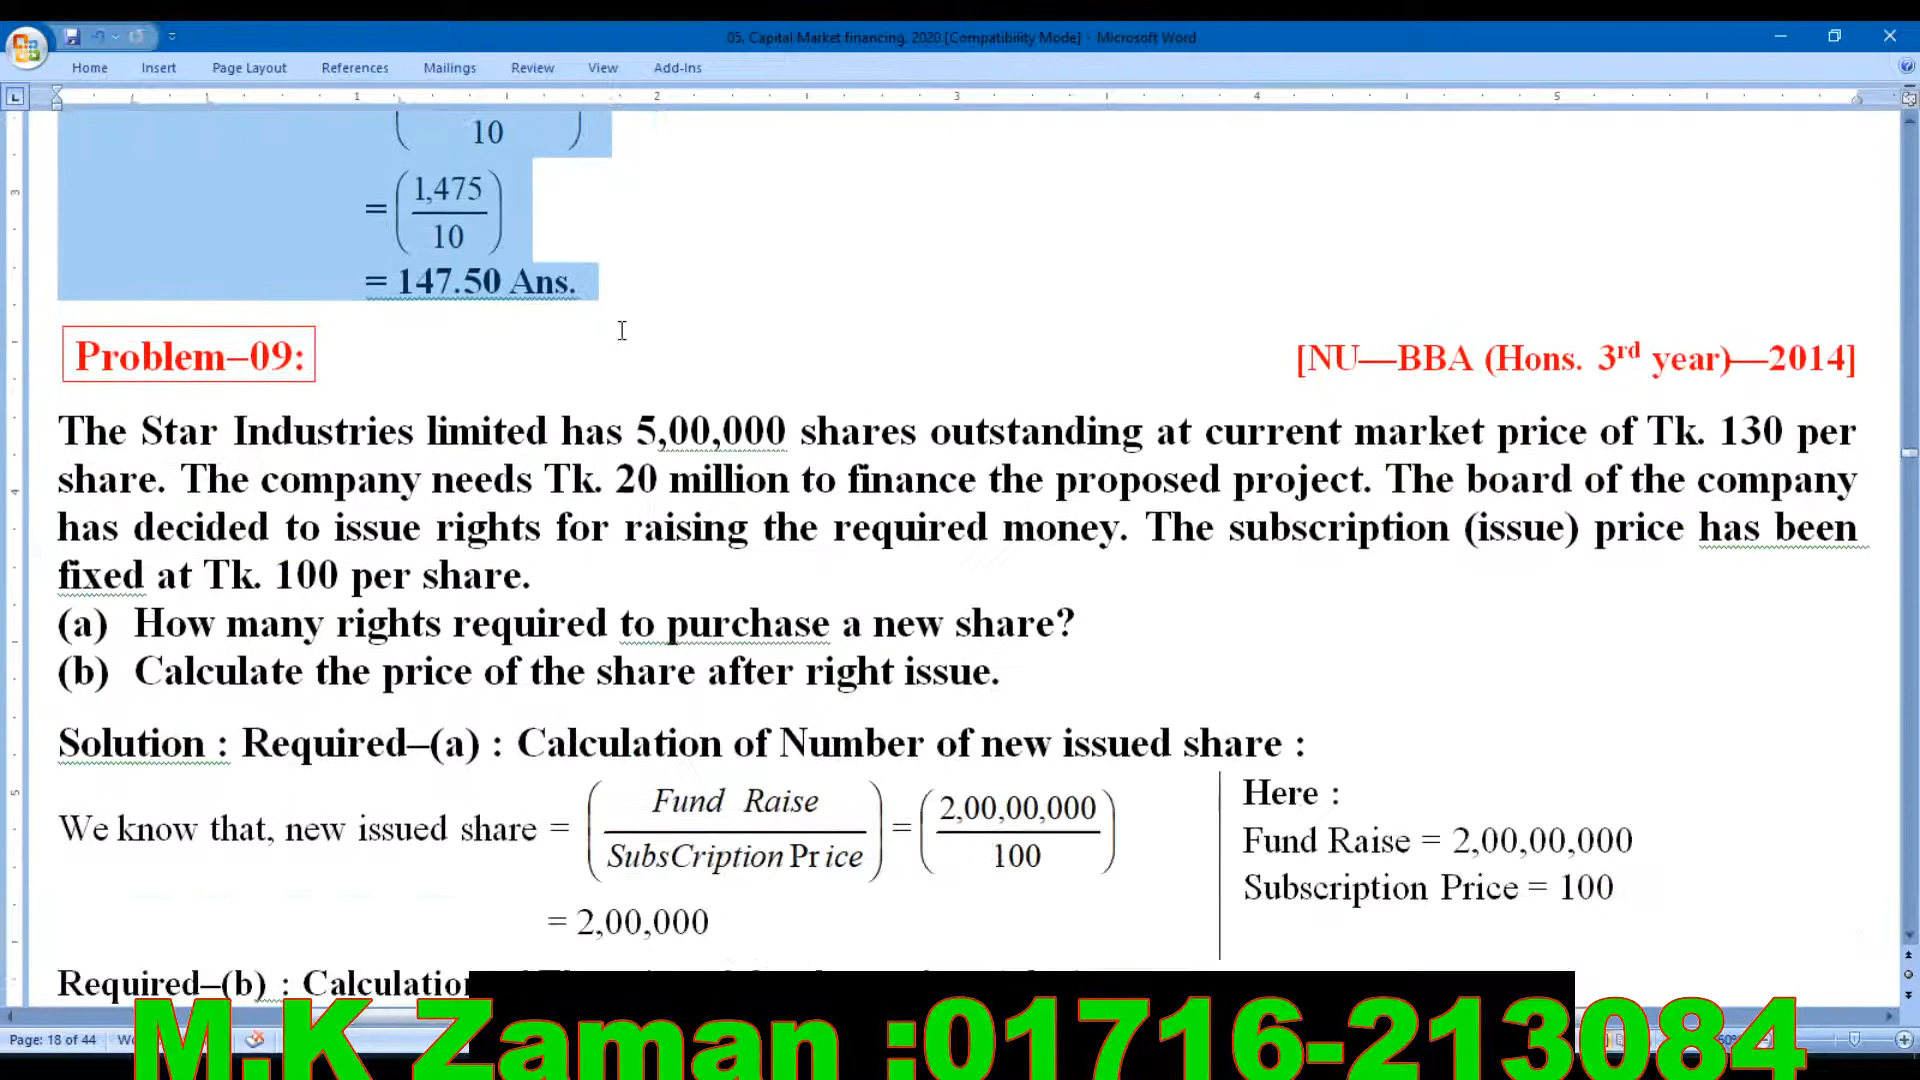 05. Capital Market financing. 2020 [Compatibility Mode] - Microsoft Word
Home Insert Page Layout References Mailings Review View Add-Ins
1 2 3 4 5
10
= (1,475
10)
= 147.50 Ans.
Problem–09: [NU—BBA (Hons. 3rd year)—2014]
The Star Industries limited has 5,00,000 shares outstanding at current market price of Tk. 130 per
share. The company needs Tk. 20 million to finance the proposed project. The board of the company
has decided to issue rights for raising the required money. The subscription (issue) price has been
fixed at Tk. 100 per share.
(a) How many rights required to purchase a new share?
(b) Calculate the price of the share after right issue.
Solution : Required–(a) : Calculation of Number of new issued share :
We know that, new issued share = (Fund Raise
SubsCription Price) = (2,00,00,000
100)
= 2,00,000
Here :
Fund Raise = 2,00,00,000
Subscription Price = 100
Required–(b) : Calculation
Page: 18 of 44
M.K Zaman :01716-213084